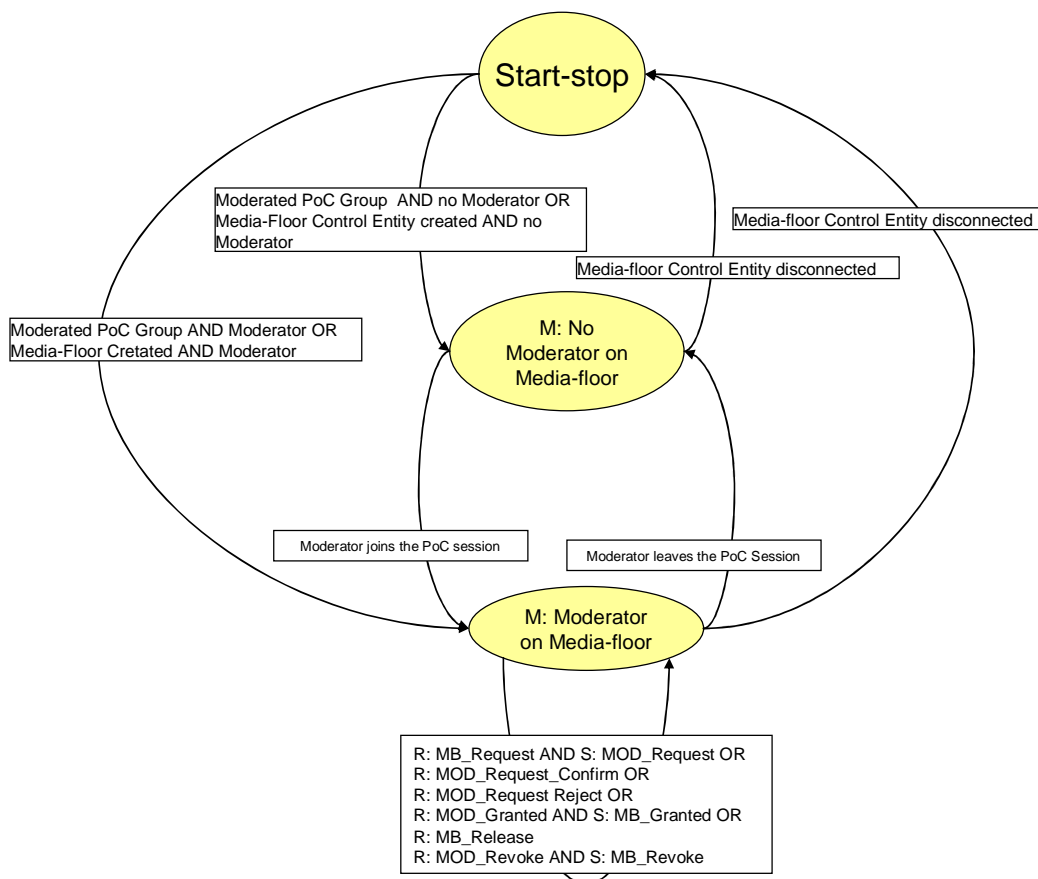 Start-stop
Moderated PoC Group AND no Moderator OR
Media-Floor Control Entity created AND no
Moderator
Media-floor Control Entity disconnected
Media-floor Control Entity disconnected
Moderated PoC Group AND Moderator OR
Media-Floor Cretated AND Moderator
M: No
Moderator on
Media-floor
Moderator joins the PoC session
Moderator leaves the PoC Session
M: Moderator
on Media-floor
R: MB_Request AND S: MOD_Request OR
R: MOD_Request_Confirm OR
R: MOD_Request Reject OR
R: MOD_Granted AND S: MB_Granted OR
R: MB_Release
R: MOD_Revoke AND S: MB_Revoke